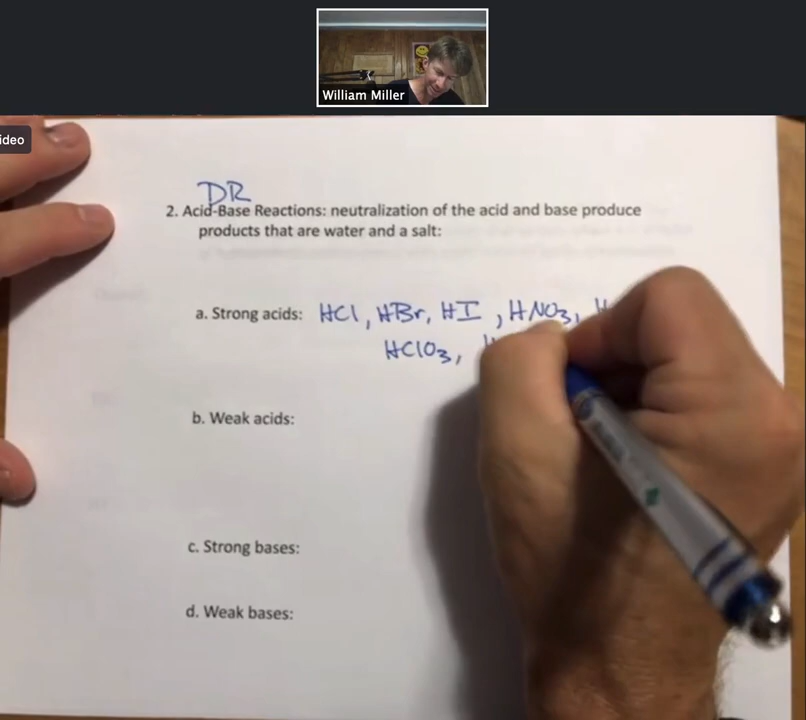 William Miller
ideo
DR
2. Acid-Base Reactions: neutralization of the acid and base produce
products that are water and a salt:
a. Strong acids: HCl, HBr, HI, HNO3, H
HClO3,
b. Weak acids:
c. Strong bases:
d. Weak bases: